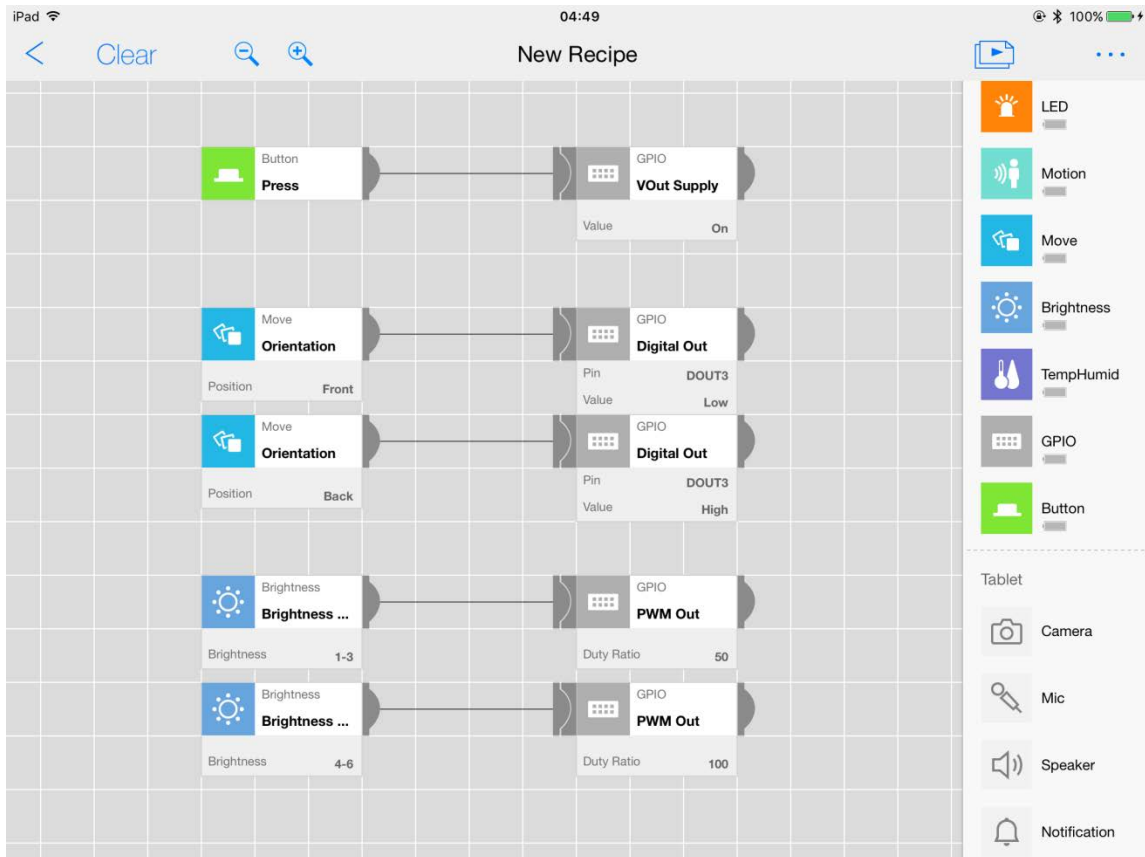 iPad 04:49 100%
Clear New Recipe ...
Button
Press
GPIO
VOut Supply
Value On
Move
Orientation
Position Front
GPIO
Digital Out
Pin DOUT3
Value Low
Move
Orientation
Position Back
GPIO
Digital Out
Pin DOUT3
Value High
Brightness
Brightness ...
Brightness 1-3
GPIO
PWM Out
Duty Ratio 50
Brightness
Brightness ...
Brightness 4-6
GPIO
PWM Out
Duty Ratio 100
LED
Motion
Move
Brightness
TempHumid
GPIO
Button
Tablet
Camera
Mic
Speaker
Notification